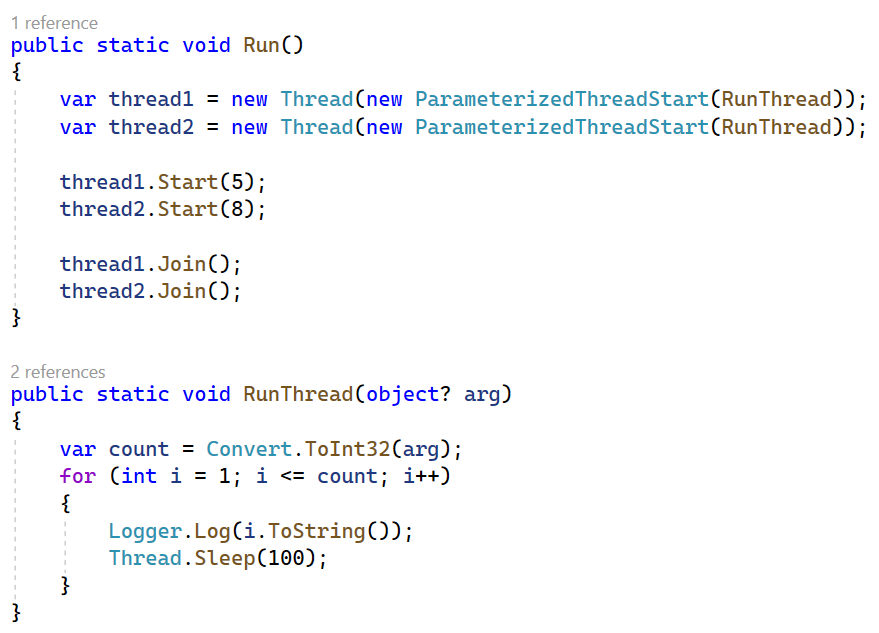 1 reference
public static void Run()
{
    var thread1 = new Thread(new ParameterizedThreadStart(RunThread));
    var thread2 = new Thread(new ParameterizedThreadStart(RunThread));

    thread1.Start(5);
    thread2.Start(8);

    thread1.Join();
    thread2.Join();
}

2 references
public static void RunThread(object? arg)
{
    var count = Convert.ToInt32(arg);
    for (int i = 1; i <= count; i++)
    {
        Logger.Log(i.ToString());
        Thread.Sleep(100);
    }
}